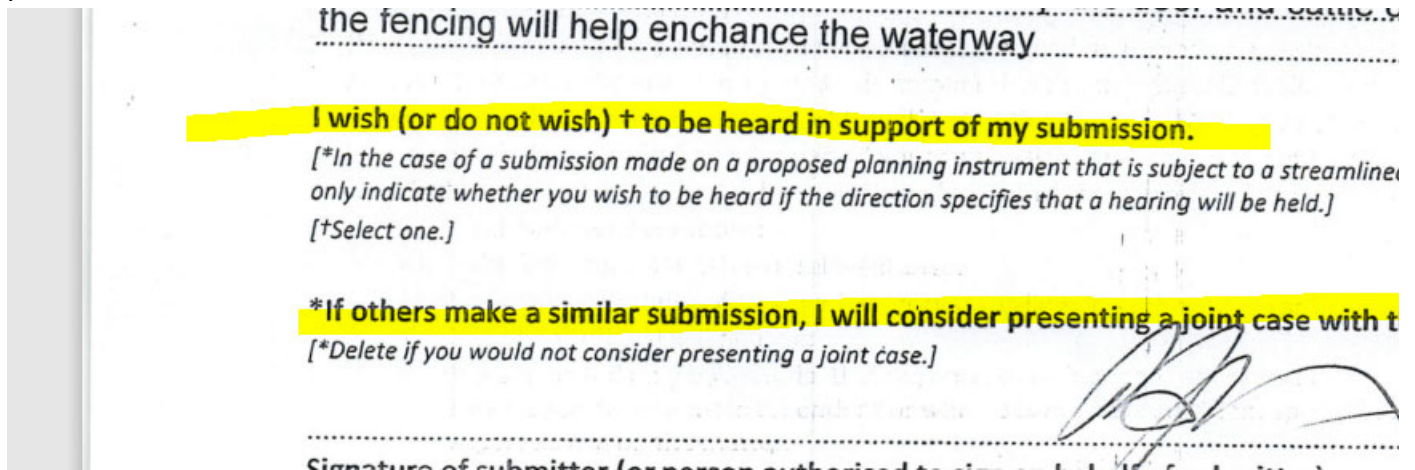 the fencing will help enchance the waterway
I wish (or do not wish) † to be heard in support of my submission.
[*In the case of a submission made on a proposed planning instrument that is subject to a streamlined
only indicate whether you wish to be heard if the direction specifies that a hearing will be held.]
[†Select one.]
*If others make a similar submission, I will consider presenting a joint case with t
[*Delete if you would not consider presenting a joint case.]
Signature of submitter (or person authorised to sign on behalf of submitter)